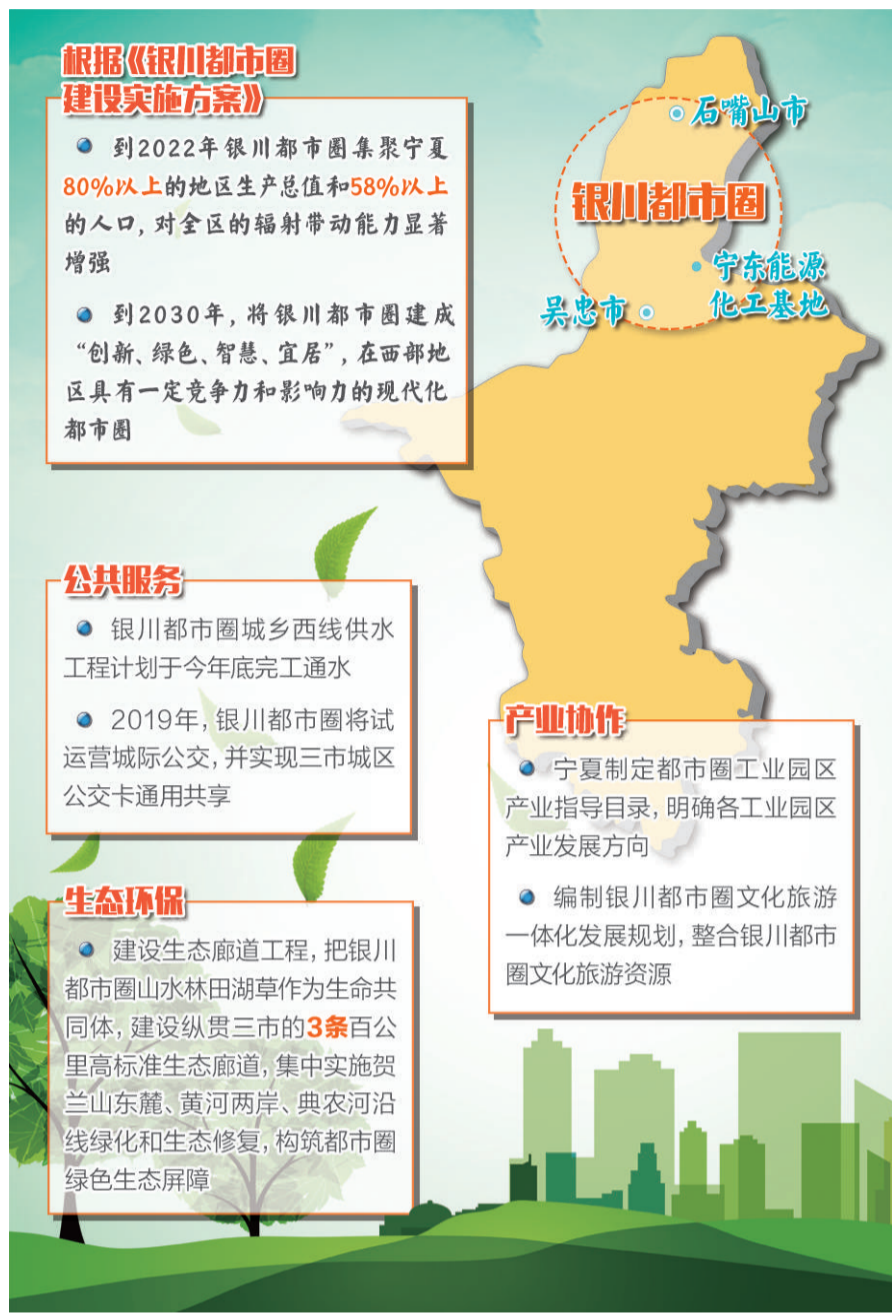 根据《银川都市圈
建设实施方案》
到2022年银川都市圈集聚宁夏
80%以上的地区生产总值和58%以上
的人口,对全区的辐射带动能力显著
增强
到2030年,将银川都市圈建成
“创新、绿色、智慧、宜居”,在西部地
区具有一定竞争力和影响力的现代化
都市圈
石嘴山市
银川都市圈
宁东能源
化工基地
吴忠市
公共服务
银川都市圈城乡西线供水
工程计划于今年底完工通水
2019年,银川都市圈将试
运营城际公交,并实现三市城区
公交卡通用共享
产业协作
宁夏制定都市圈工业园区
产业指导目录,明确各工业园区
产业发展方向
编制银川都市圈文化旅游
一体化发展规划,整合银川都市
圈文化旅游资源
生态环保
建设生态廊道工程,把银川
都市圈山水林田湖草作为生命共
同体,建设纵贯三市的3条百公
里高标准生态廊道,集中实施贺
兰山东麓、黄河两岸、典农河沿
线绿化和生态修复,构筑都市圈
绿色生态屏障